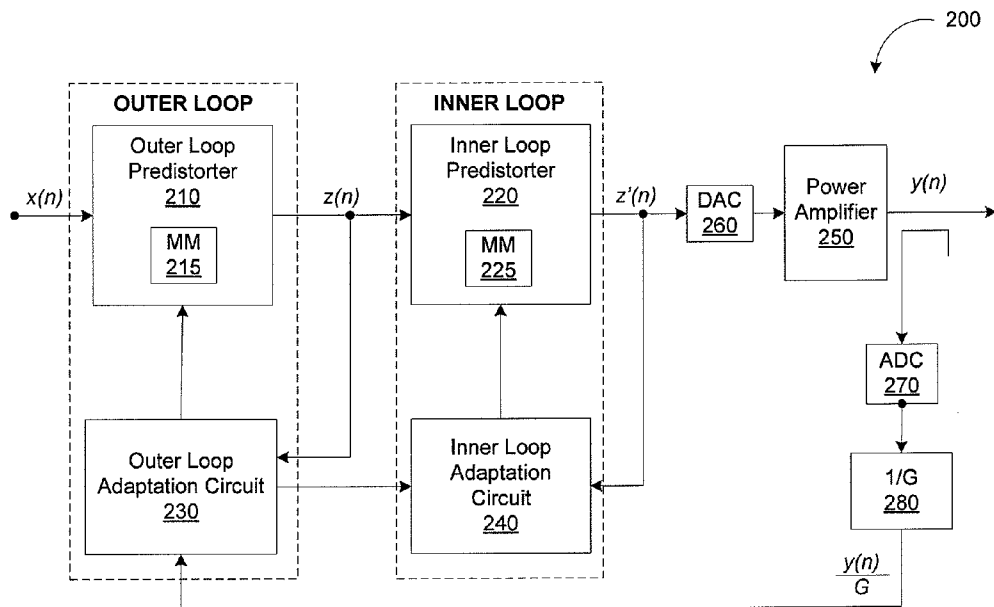 200
OUTER LOOP
Outer Loop
Predistorter
210
MM
215
x(n)
z(n)
INNER LOOP
Inner Loop
Predistorter
220
MM
225
z'(n)
DAC
260
Power
Amplifier
250
y(n)
ADC
270
1/G
280
y(n)
G
Outer Loop
Adaptation Circuit
230
Inner Loop
Adaptation
Circuit
240